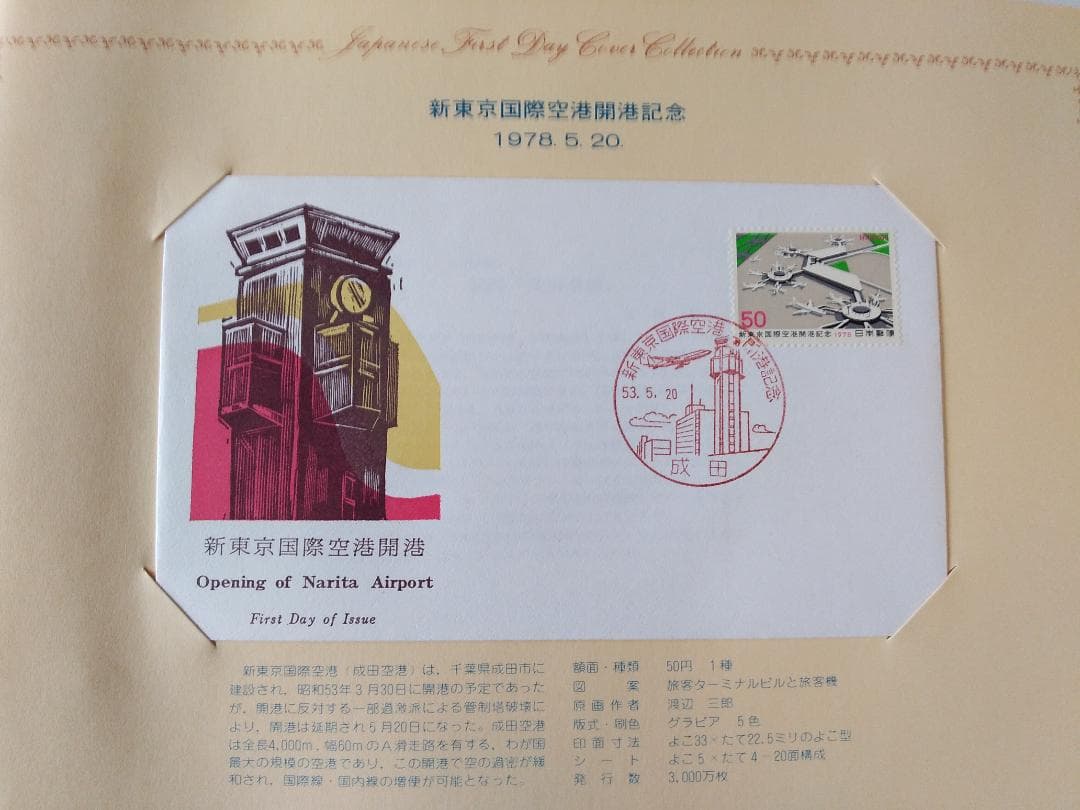 Japanese First Day Cover Collection
新東京国際空港開港記念
1978. 5. 20.
50
新東京国際空港開港記念 1978 日本郵便
新東京国際空港開港記念
53. 5. 20
成田
新東京国際空港開港
Opening of Narita Airport
First Day of Issue
新東京国際空港（成田空港）は、千葉県成田市に
建設され、昭和53年3月30日に開港の予定であった
が、開港に反対する一部過激派による管制塔破壊に
より、開港は延期され5月20日になった。成田空港
は全長4,000m、幅60mのA滑走路を有する、わが国
最大の規模の空港であり、この開港で空の過密が緩
和され、国際線・国内線の増便が可能となった。
額面・種類 50円 1種
図案 旅客ターミナルビルと旅客機
原画作者 渡辺 三郎
版式・刷色 グラビア 5色
印面寸法 よこ33×たて22.5ミリのよこ型
シート よこ5×たて4－20面構成
発行数 3,000万枚